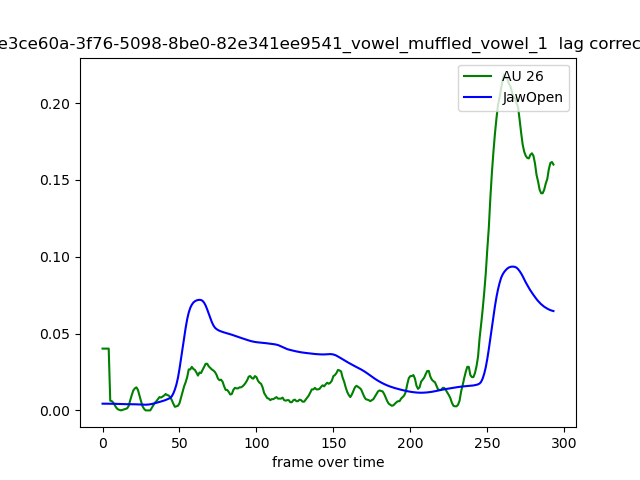 e3ce60a-3f76-5098-8be0-82e341ee9541_vowel_muffled_vowel_1 lag correc
AU 26
JawOpen
0.20
0.15
0.10
0.05
0.00
0 50 100 150 200 250 300
frame over time